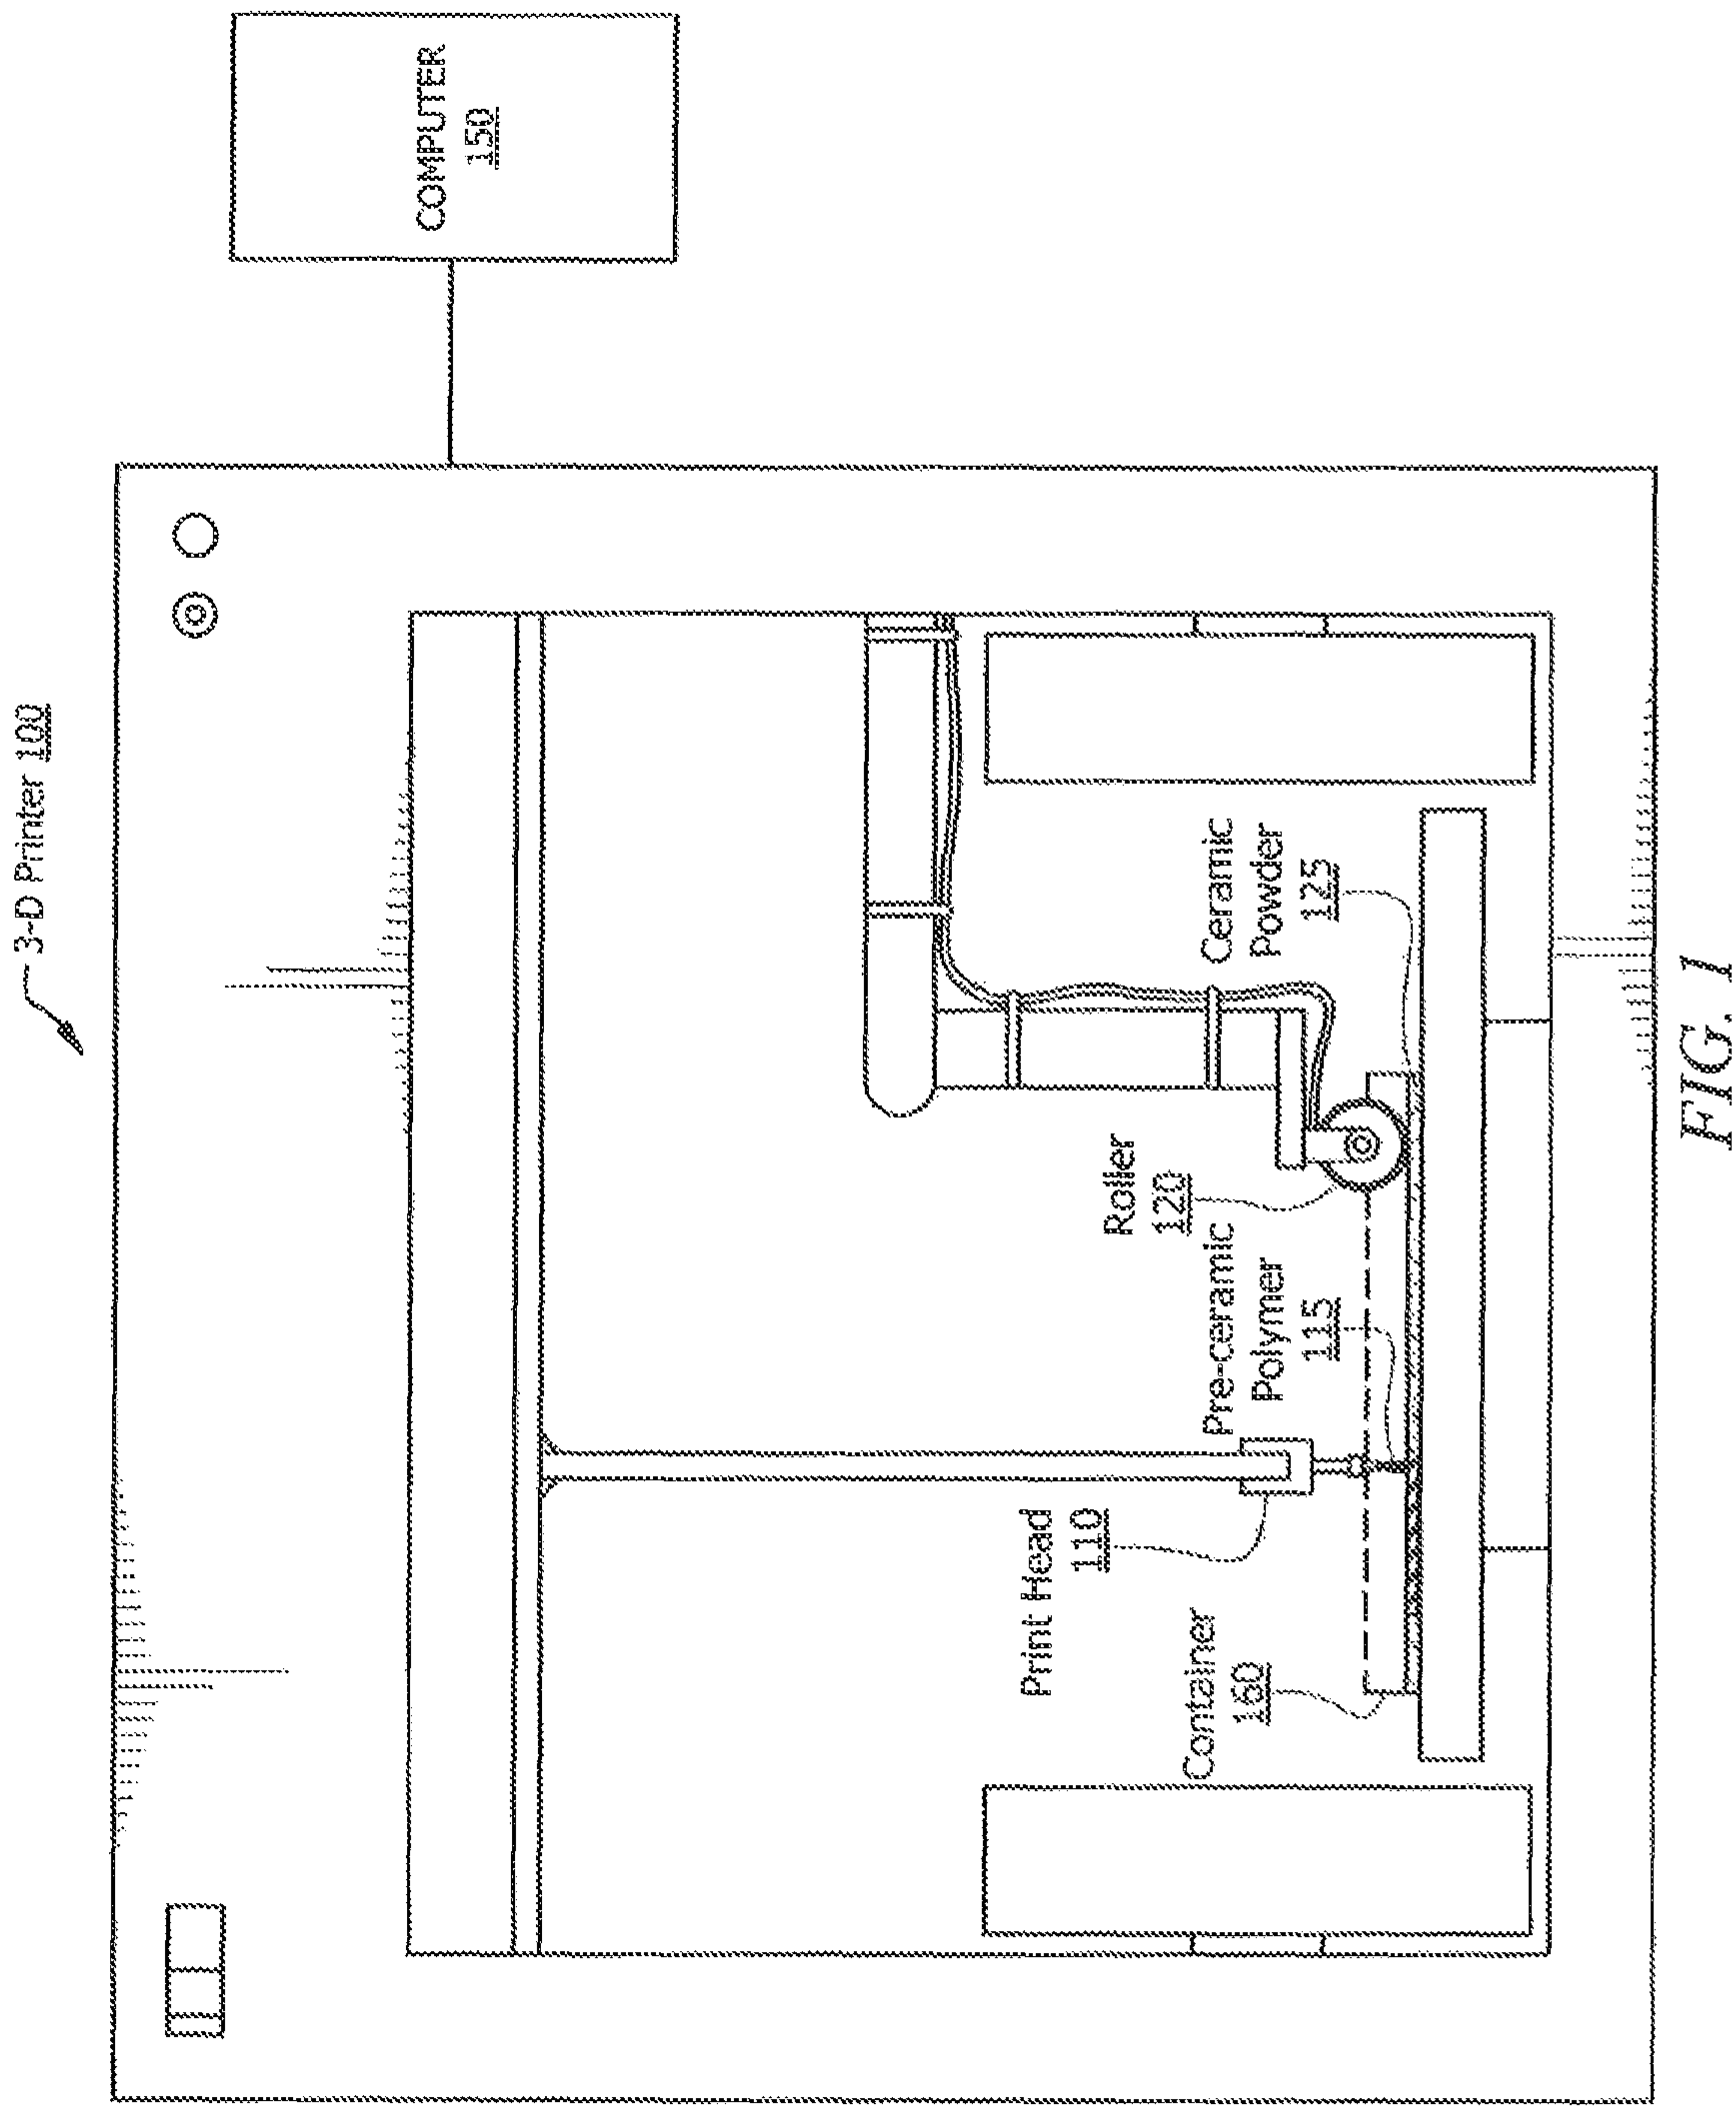 3-D Printer 100
COMPUTER
150
Print Head
110
Container
160
Pre-ceramic
Polymer
115
Roller
120
Ceramic
Powder
125
FIG. 1